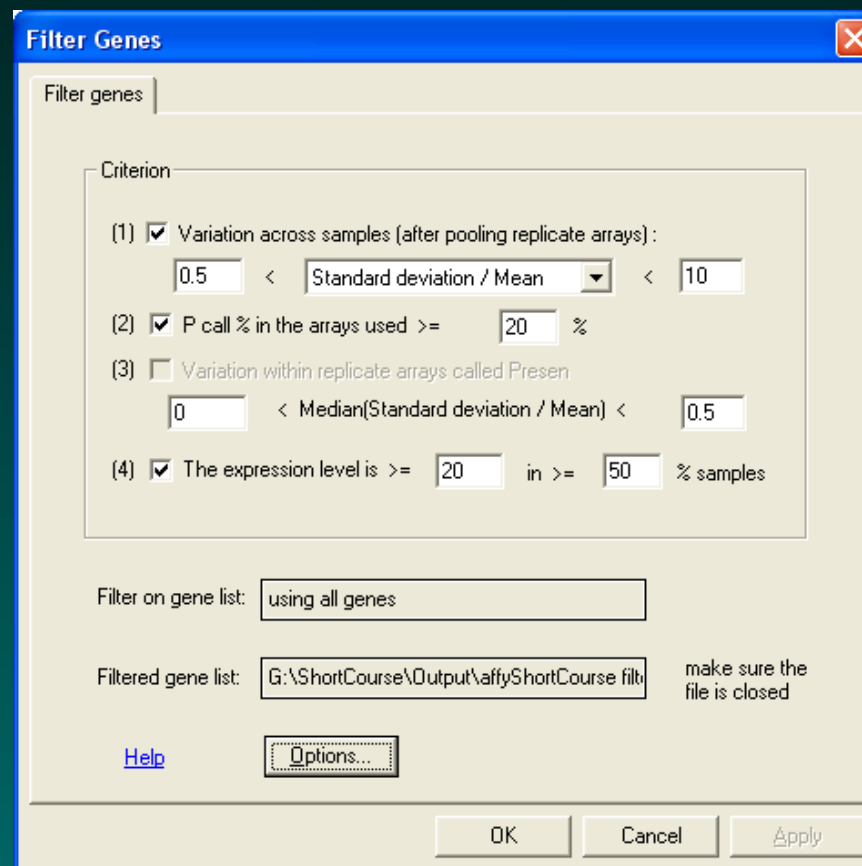 Filter Genes
Filter genes
Criterion
(1) Variation across samples (after pooling replicate arrays) :
0.5 < Standard deviation / Mean < 10
(2) P call % in the arrays used >= 20 %
(3) Variation within replicate arrays called Presen
0 < Median(Standard deviation / Mean) < 0.5
(4) The expression level is >= 20 in >= 50 % samples
Filter on gene list: using all genes
Filtered gene list: G:\ShortCourse\Output\affyShortCourse filt
make sure the
file is closed
Help Options...
OK Cancel Apply